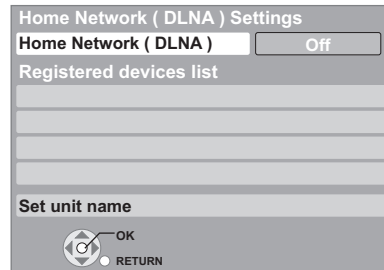 Home Network ( DLNA ) Settings
Home Network ( DLNA ) Off
Registered devices list
Set unit name
OK
RETURN